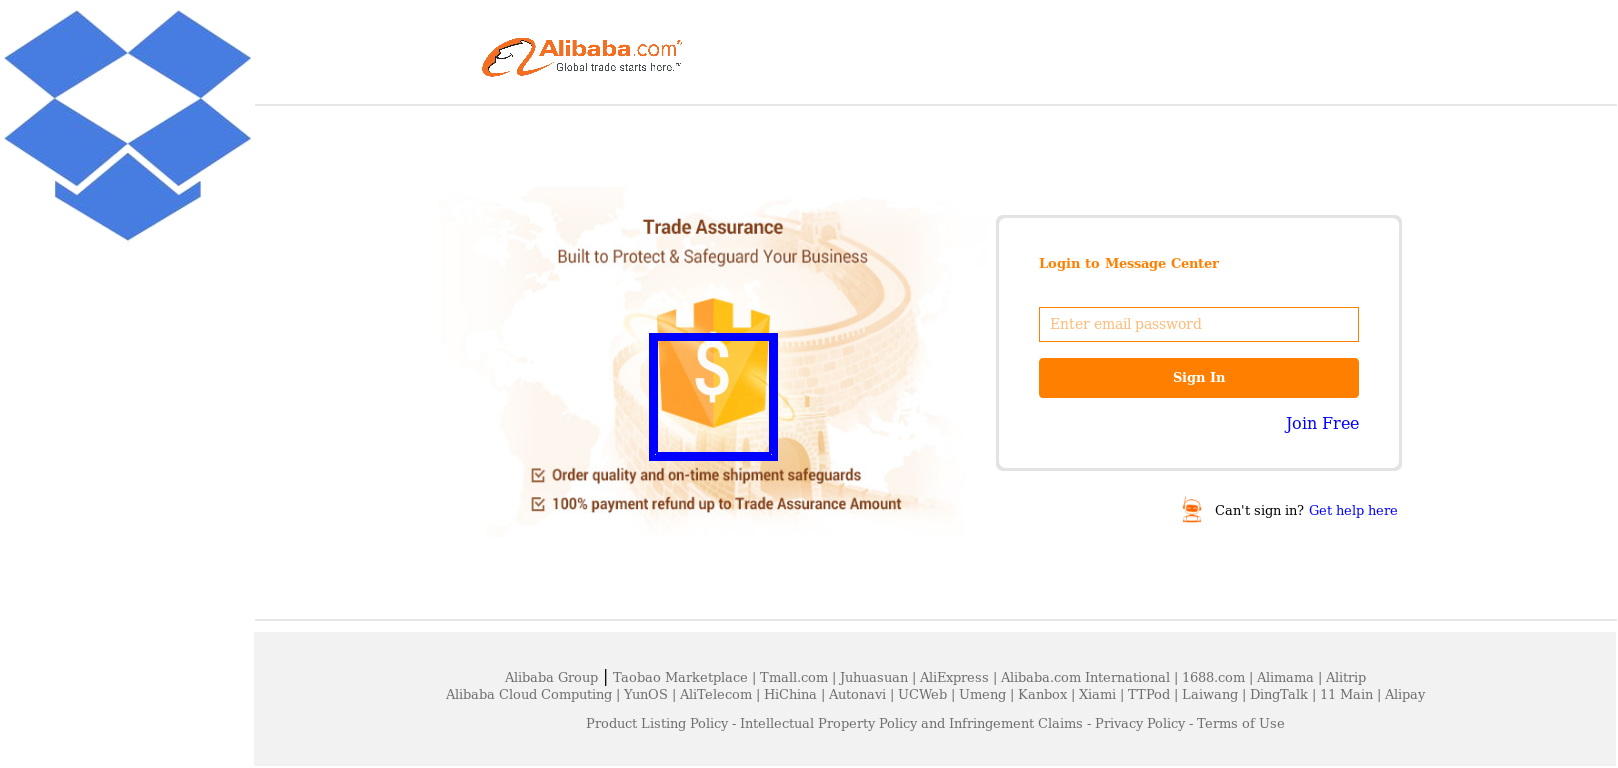 Alibaba.com
Global trade starts here.™
Trade Assurance
Built to Protect & Safeguard Your Business
$
Order quality and on-time shipment safeguards
100% payment refund up to Trade Assurance Amount
Login to Message Center
Enter email password
Sign In
Join Free
Can't sign in? Get help here
Alibaba Group | Taobao Marketplace | Tmall.com | Juhuasuan | AliExpress | Alibaba.com International | 1688.com | Alimama | Alitrip
Alibaba Cloud Computing | YunOS | AliTelecom | HiChina | Autonavi | UCWeb | Umeng | Kanbox | Xiami | TTPod | Laiwang | DingTalk | 11 Main | Alipay
Product Listing Policy - Intellectual Property Policy and Infringement Claims - Privacy Policy - Terms of Use